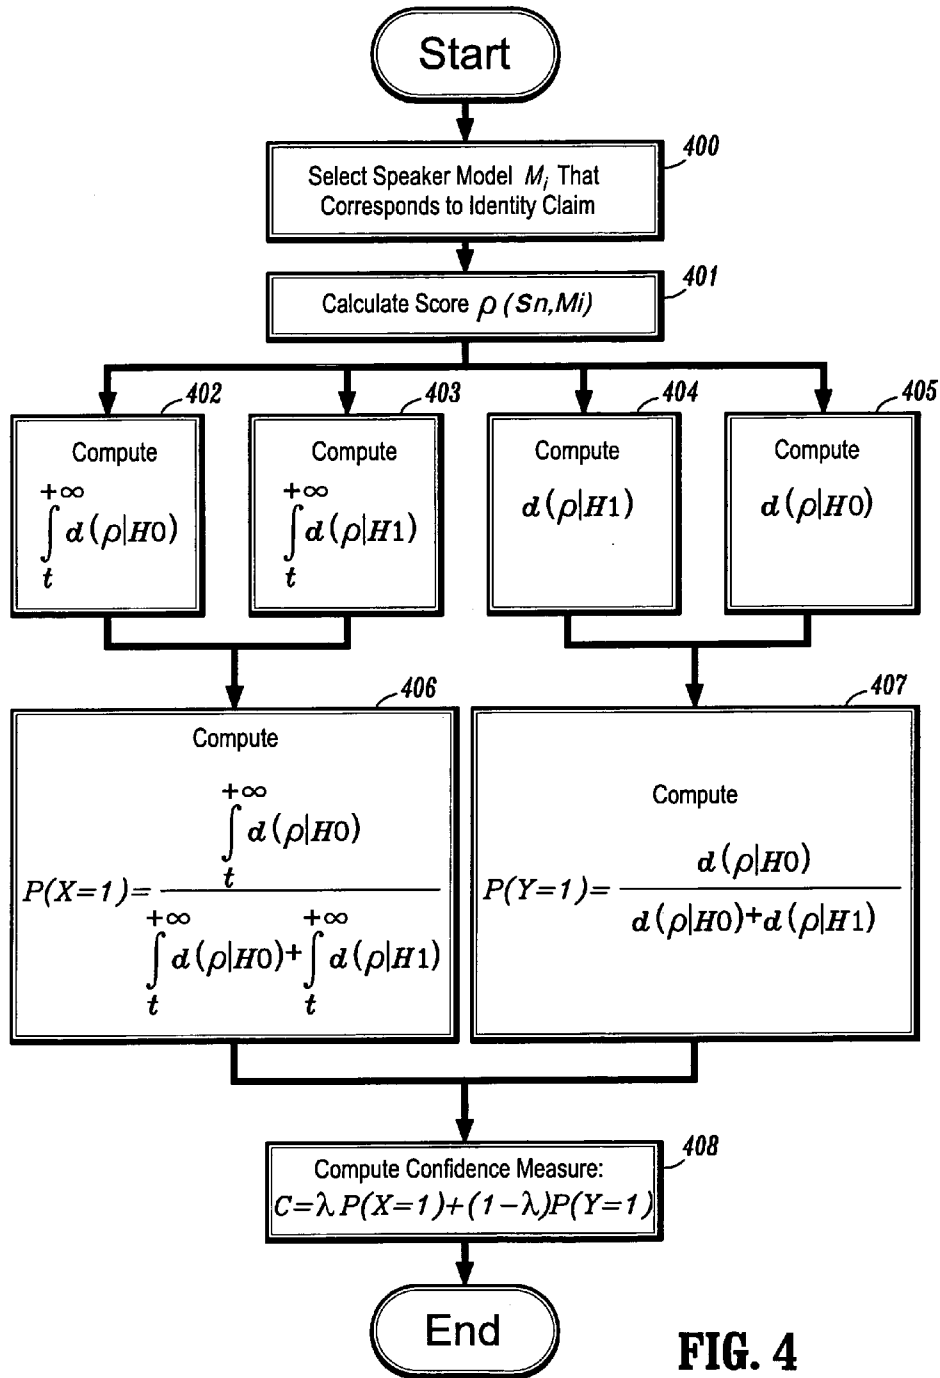 Start
400
Select Speaker Model Mi That
Corresponds to Identity Claim
401
Calculate Score ρ (Sn,Mi)
402
Compute
+∞
∫ d(ρ|H0)
t
403
Compute
+∞
∫ d(ρ|H1)
t
404
Compute
d(ρ|H1)
405
Compute
d(ρ|H0)
406
Compute
+∞
∫ d(ρ|H0)
t
P(X=1)=
+∞ +∞
∫ d(ρ|H0)+∫ d(ρ|H1)
t t
407
Compute
d(ρ|H0)
P(Y=1)=
d(ρ|H0)+d(ρ|H1)
408
Compute Confidence Measure:
C=λP(X=1)+(1-λ)P(Y=1)
End
FIG. 4